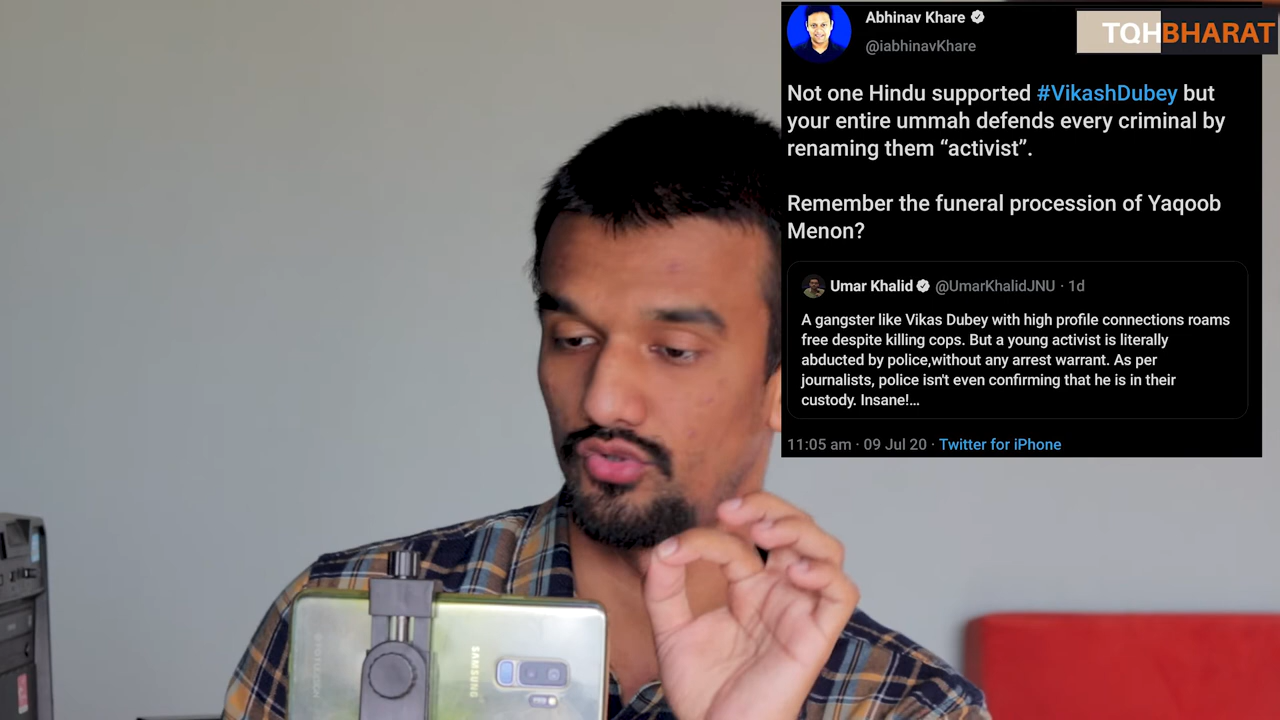 Abhinav Khare
@iabhinavKhare
TQHBHARAT
Not one Hindu supported #VikashDubey but
your entire ummah defends every criminal by
renaming them “activist”.
Remember the funeral procession of Yaqoob
Menon?
Umar Khalid @UmarKhalidJNU · 1d
A gangster like Vikas Dubey with high profile connections roams
free despite killing cops. But a young activist is literally
abducted by police,without any arrest warrant. As per
journalists, police isn't even confirming that he is in their
custody. Insane!...
11:05 am · 09 Jul 20 · Twitter for iPhone
SAMSUNG